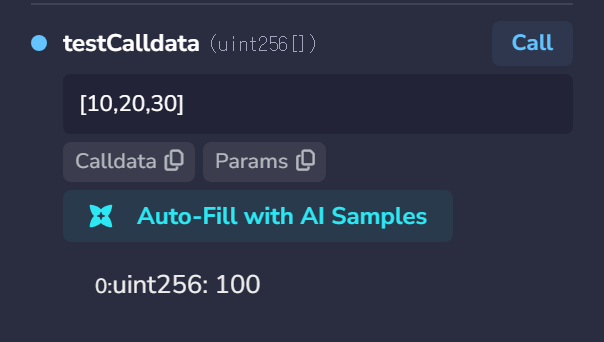 testCalldata (uint256[]) Call
[10,20,30]
Calldata Params
Auto-Fill with AI Samples
0:uint256: 100